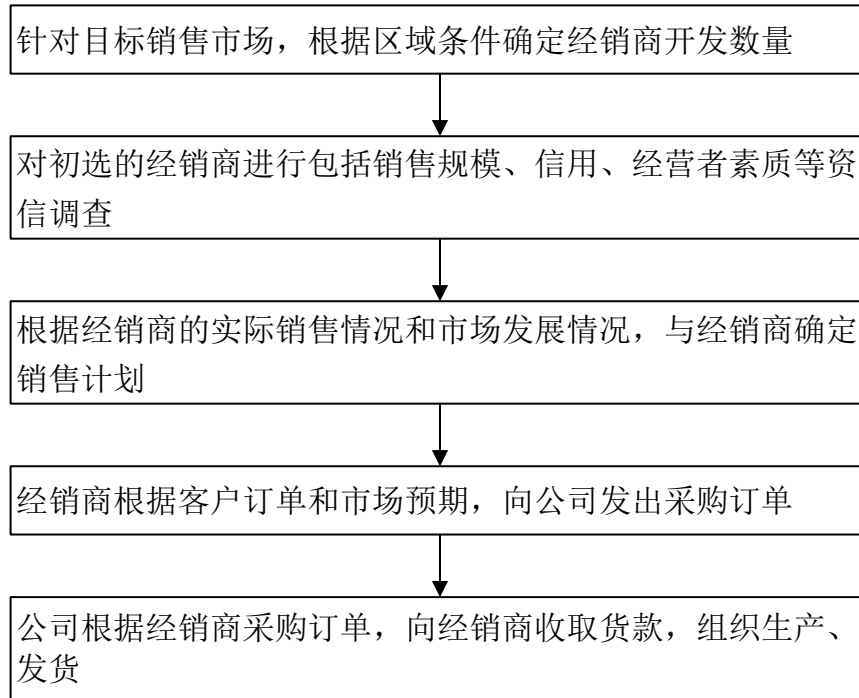 针对目标销售市场，根据区域条件确定经销商开发数量
对初选的经销商进行包括销售规模、信用、经营者素质等资
信调查
根据经销商的实际销售情况和市场发展情况，与经销商确定
销售计划
经销商根据客户订单和市场预期，向公司发出采购订单
公司根据经销商采购订单，向经销商收取货款，组织生产、
发货